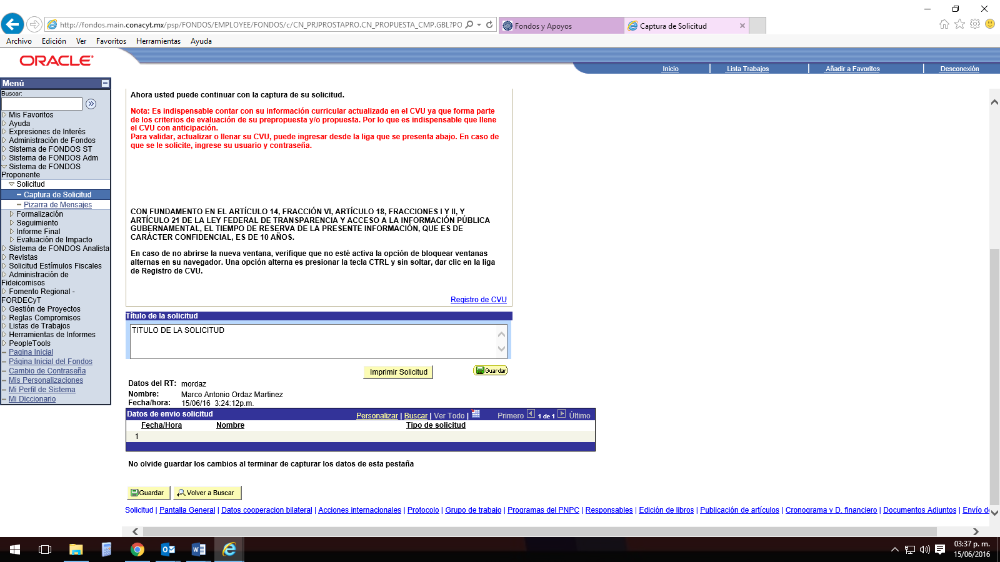 http://fondos.main.conacyt.mx/psp/FONDOS/EMPLOYEE/FONDOS/c/CN_PRJPROSTAPRO.CN_PROPUESTA_CMP.GBL?PO
Fondos y Apoyos
Captura de Solicitud
Archivo Edición Ver Favoritos Herramientas Ayuda
ORACLE
Inicio
Lista Trabajos
Añadir a Favoritos
Desconexión
Menú
Buscar:
Mis Favoritos
Ayuda
Expresiones de Interés
Administración de Fondos
Sistema de FONDOS ST
Sistema de FONDOS Adm
Sistema de FONDOS
Proponente
Solicitud
Captura de Solicitud
Pizarra de Mensajes
Formalización
Seguimiento
Informe Final
Evaluación de Impacto
Sistema de FONDOS Analista
Revistas
Solicitud Estímulos Fiscales
Administración de
Fideicomisos
Fomento Regional -
FORDECyT
Gestión de Proyectos
Reglas Compromisos
Listas de Trabajos
Herramientas de Informes
PeopleTools
Pagina Inicial
Página Inicial del Fondos
Cambio de Contraseña
Mis Personalizaciones
Mi Perfil de Sistema
Mi Diccionario
Ahora usted puede continuar con la captura de su solicitud.
Nota: Es indispensable contar con su información curricular actualizada en el CVU ya que forma parte
de los criterios de evaluación de su prepropuesta y/o propuesta. Por lo que es indispensable que llene
el CVU con anticipación.
Para validar, actualizar o llenar su CVU, puede ingresar desde la liga que se presenta abajo. En caso de
que se le solicite, ingrese su usuario y contraseña.
CON FUNDAMENTO EN EL ARTÍCULO 14, FRACCIÓN VI, ARTÍCULO 18, FRACCIONES I Y II, Y
ARTÍCULO 21 DE LA LEY FEDERAL DE TRANSPARENCIA Y ACCESO A LA INFORMACIÓN PÚBLICA
GUBERNAMENTAL, EL TIEMPO DE RESERVA DE LA PRESENTE INFORMACIÓN, QUE ES DE
CARÁCTER CONFIDENCIAL, ES DE 10 AÑOS.
En caso de no abrirse la nueva ventana, verifique que no esté activa la opción de bloquear ventanas
alternas en su navegador. Una opción alterna es presionar la tecla CTRL y sin soltar, dar clic en la liga
de Registro de CVU.
Registro de CVU
Título de la solicitud
TITULO DE LA SOLICITUD
Imprimir Solicitud
Guardar
Datos del RT: mordaz
Nombre: Marco Antonio Ordaz Martinez
Fecha/hora: 15/06/16 3:24:12p.m.
Datos de envio solicitud
Personalizar | Buscar | Ver Todo |
Primero 1 de 1 Último
Fecha/Hora Nombre Tipo de solicitud
1
No olvide guardar los cambios al terminar de capturar los datos de esta pestaña
Guardar
Volver a Buscar
Solicitud | Pantalla General | Datos cooperacion bilateral | Acciones internacionales | Protocolo | Grupo de trabajo | Programas del PNPC | Responsables | Edición de libros | Publicación de artículos | Cronograma y D. financiero | Documentos Adjuntos | Envío de
03:37 p. m.
15/06/2016